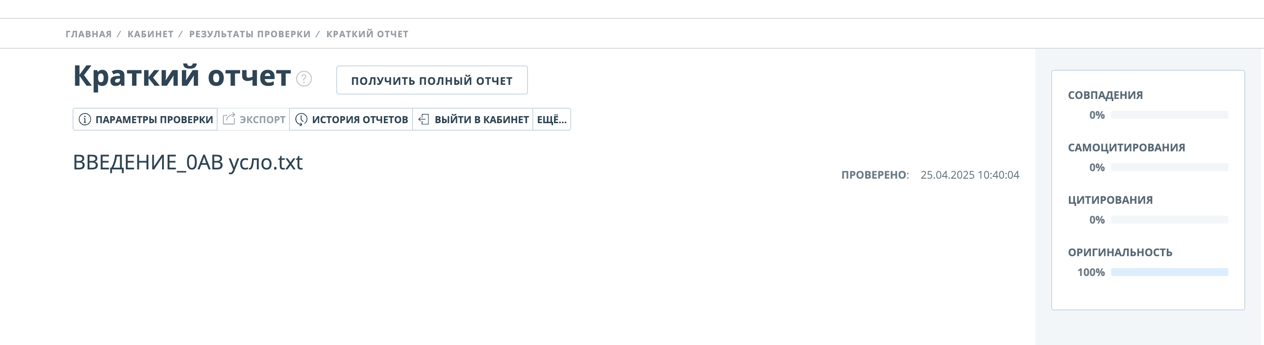 ГЛАВНАЯ / КАБИНЕТ / РЕЗУЛЬТАТЫ ПРОВЕРКИ / КРАТКИЙ ОТЧЕТ
Краткий отчет ? ПОЛУЧИТЬ ПОЛНЫЙ ОТЧЕТ
ПАРАМЕТРЫ ПРОВЕРКИ ЭКСПОРТ ИСТОРИЯ ОТЧЕТОВ ВЫЙТИ В КАБИНЕТ ЕЩЁ...
ВВЕДЕНИЕ_0АВ усло.txt
ПРОВЕРЕНО: 25.04.2025 10:40:04
СОВПАДЕНИЯ
0%
САМОЦИТИРОВАНИЯ
0%
ЦИТИРОВАНИЯ
0%
ОРИГИНАЛЬНОСТЬ
100%